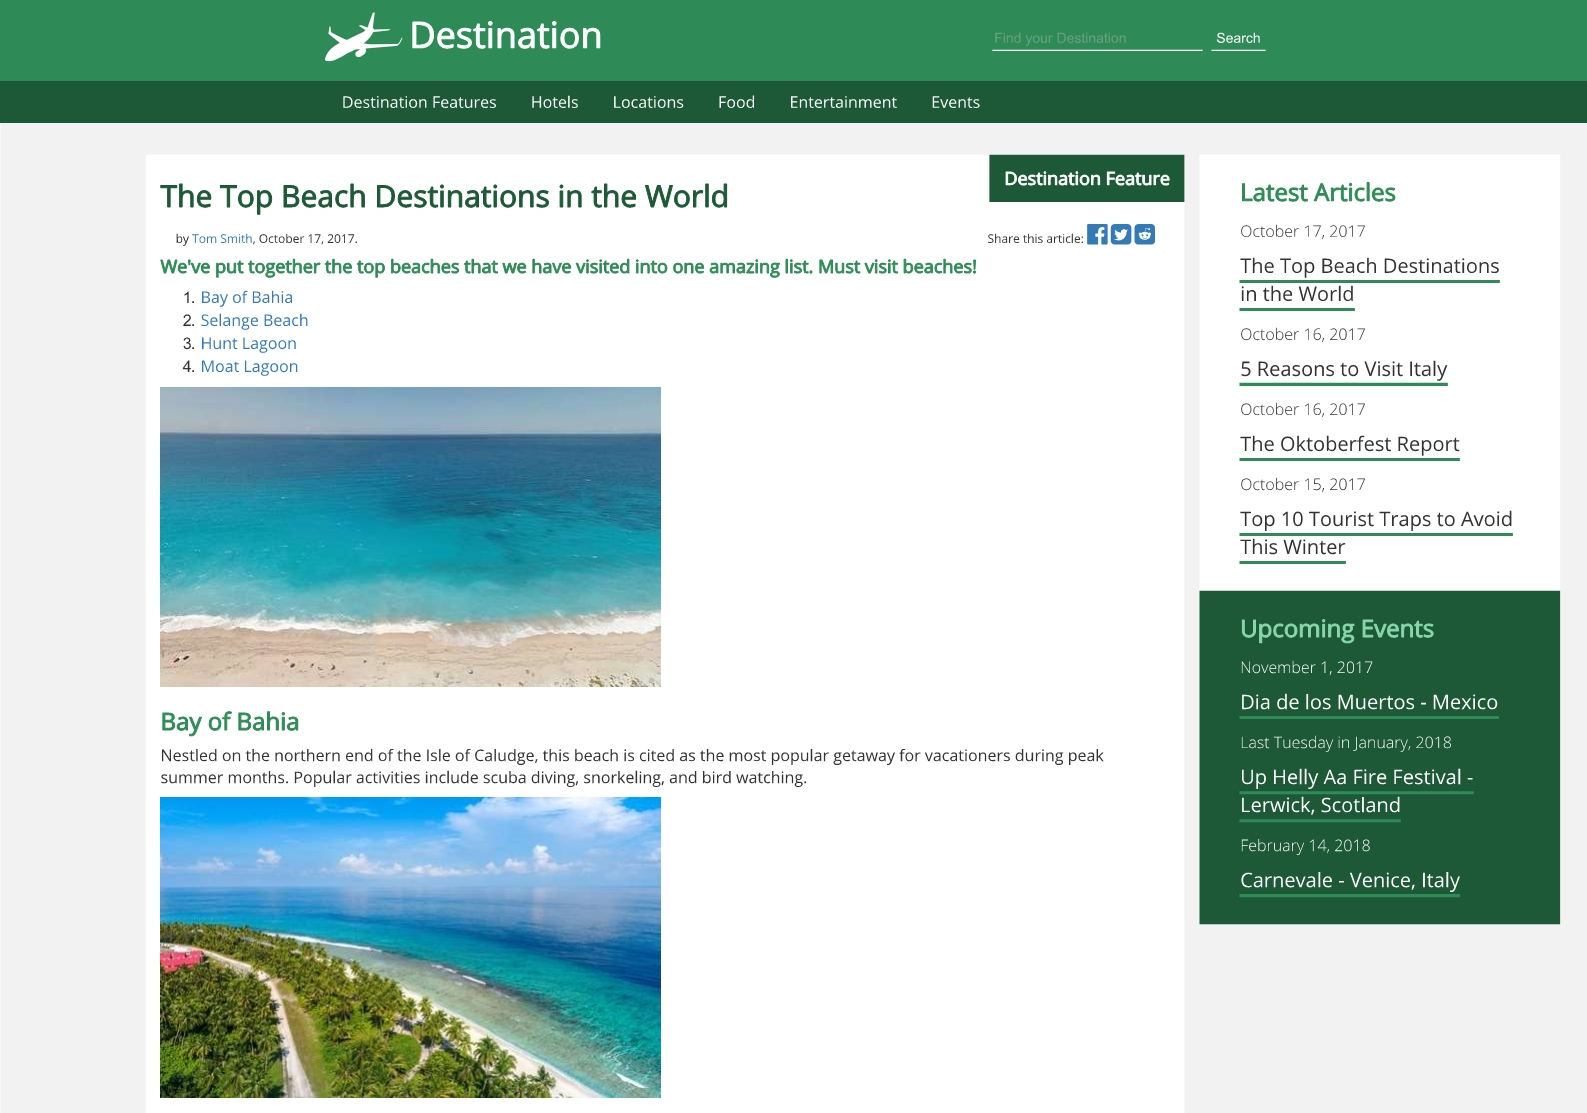 Destination
Find your Destination
Search
Destination Features
Hotels
Locations
Food
Entertainment
Events
Destination Feature
The Top Beach Destinations in the World
by Tom Smith, October 17, 2017.
Share this article:
We've put together the top beaches that we have visited into one amazing list. Must visit beaches!
1. Bay of Bahia
2. Selange Beach
3. Hunt Lagoon
4. Moat Lagoon
Bay of Bahia
Nestled on the northern end of the Isle of Caludge, this beach is cited as the most popular getaway for vacationers during peak
summer months. Popular activities include scuba diving, snorkeling, and bird watching.
Latest Articles
October 17, 2017
The Top Beach Destinations
in the World
October 16, 2017
5 Reasons to Visit Italy
October 16, 2017
The Oktoberfest Report
October 15, 2017
Top 10 Tourist Traps to Avoid
This Winter
Upcoming Events
November 1, 2017
Dia de los Muertos - Mexico
Last Tuesday in January, 2018
Up Helly Aa Fire Festival -
Lerwick, Scotland
February 14, 2018
Carnevale - Venice, Italy